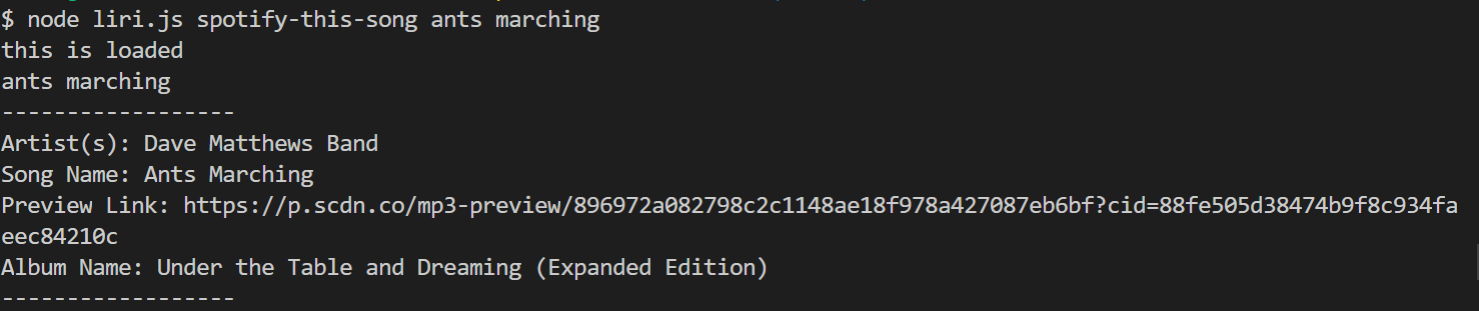 $ node liri.js spotify-this-song ants marching
this is loaded
ants marching
------------------
Artist(s): Dave Matthews Band
Song Name: Ants Marching
Preview Link: https://p.scdn.co/mp3-preview/896972a082798c2c1148ae18f978a427087eb6bf?cid=88fe505d38474b9f8c934fa
eec84210c
Album Name: Under the Table and Dreaming (Expanded Edition)
------------------